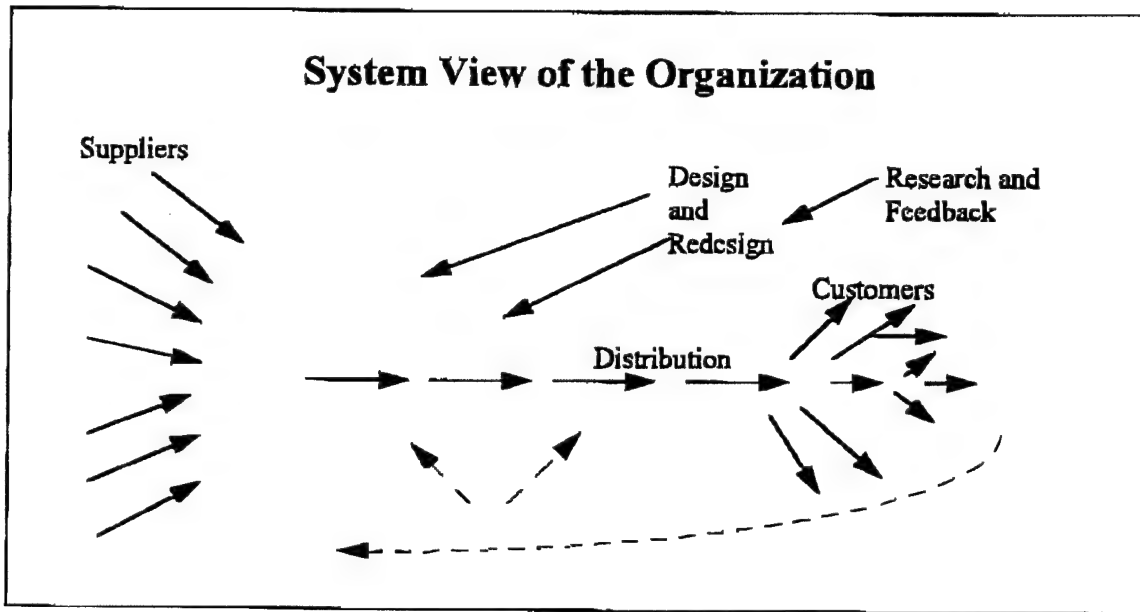 System View of the Organization
Suppliers
Design
and
Redesign
Research and
Feedback
Customers
Distribution